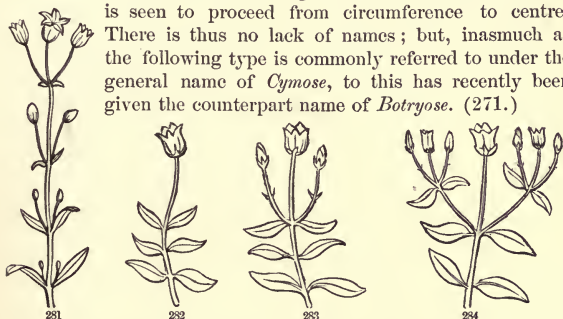 is seen to proceed from circumference to centre
There is thus no lack of names; but, inasmuch a
the following type is commonly referred to under th
general name of Cymose, to this has recently been
given the counterpart name of Botryose. (271.)
281 282 283 284